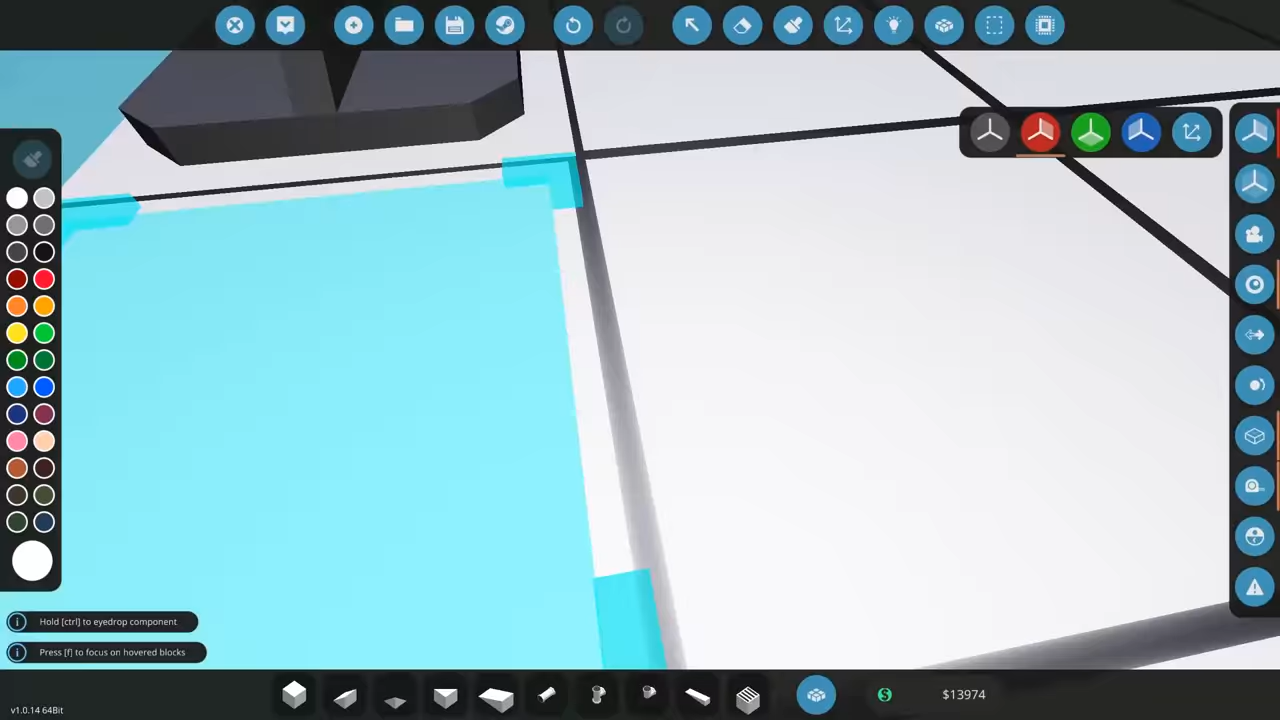 Hold [ctrl] to eyedrop component
Press [f] to focus on hovered blocks
$13974
v1.0.14 64Bit